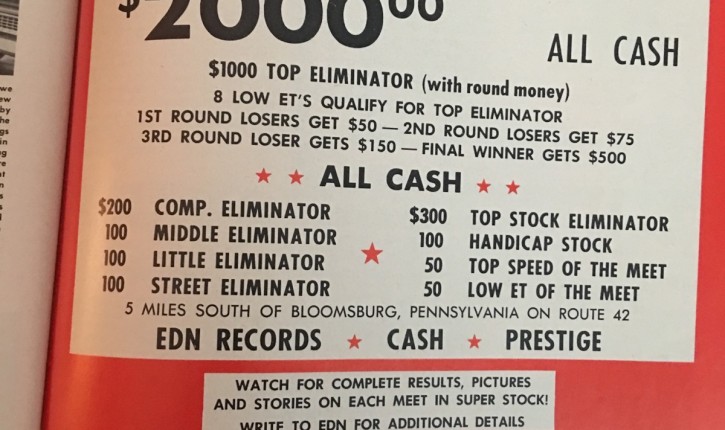 $2000⁰⁰
ALL CASH
$1000 TOP ELIMINATOR (with round money)
8 LOW ET'S QUALIFY FOR TOP ELIMINATOR
1ST ROUND LOSERS GET $50 — 2ND ROUND LOSERS GET $75
3RD ROUND LOSER GETS $150 — FINAL WINNER GETS $500
★ ★ ALL CASH ★ ★
$200 COMP. ELIMINATOR
100 MIDDLE ELIMINATOR
100 LITTLE ELIMINATOR
100 STREET ELIMINATOR
★
$300 TOP STOCK ELIMINATOR
100 HANDICAP STOCK
50 TOP SPEED OF THE MEET
50 LOW ET OF THE MEET
5 MILES SOUTH OF BLOOMSBURG, PENNSYLVANIA ON ROUTE 42
EDN RECORDS ★ CASH ★ PRESTIGE
WATCH FOR COMPLETE RESULTS, PICTURES
AND STORIES ON EACH MEET IN SUPER STOCK!
WRITE TO EDN FOR ADDITIONAL DETAILS